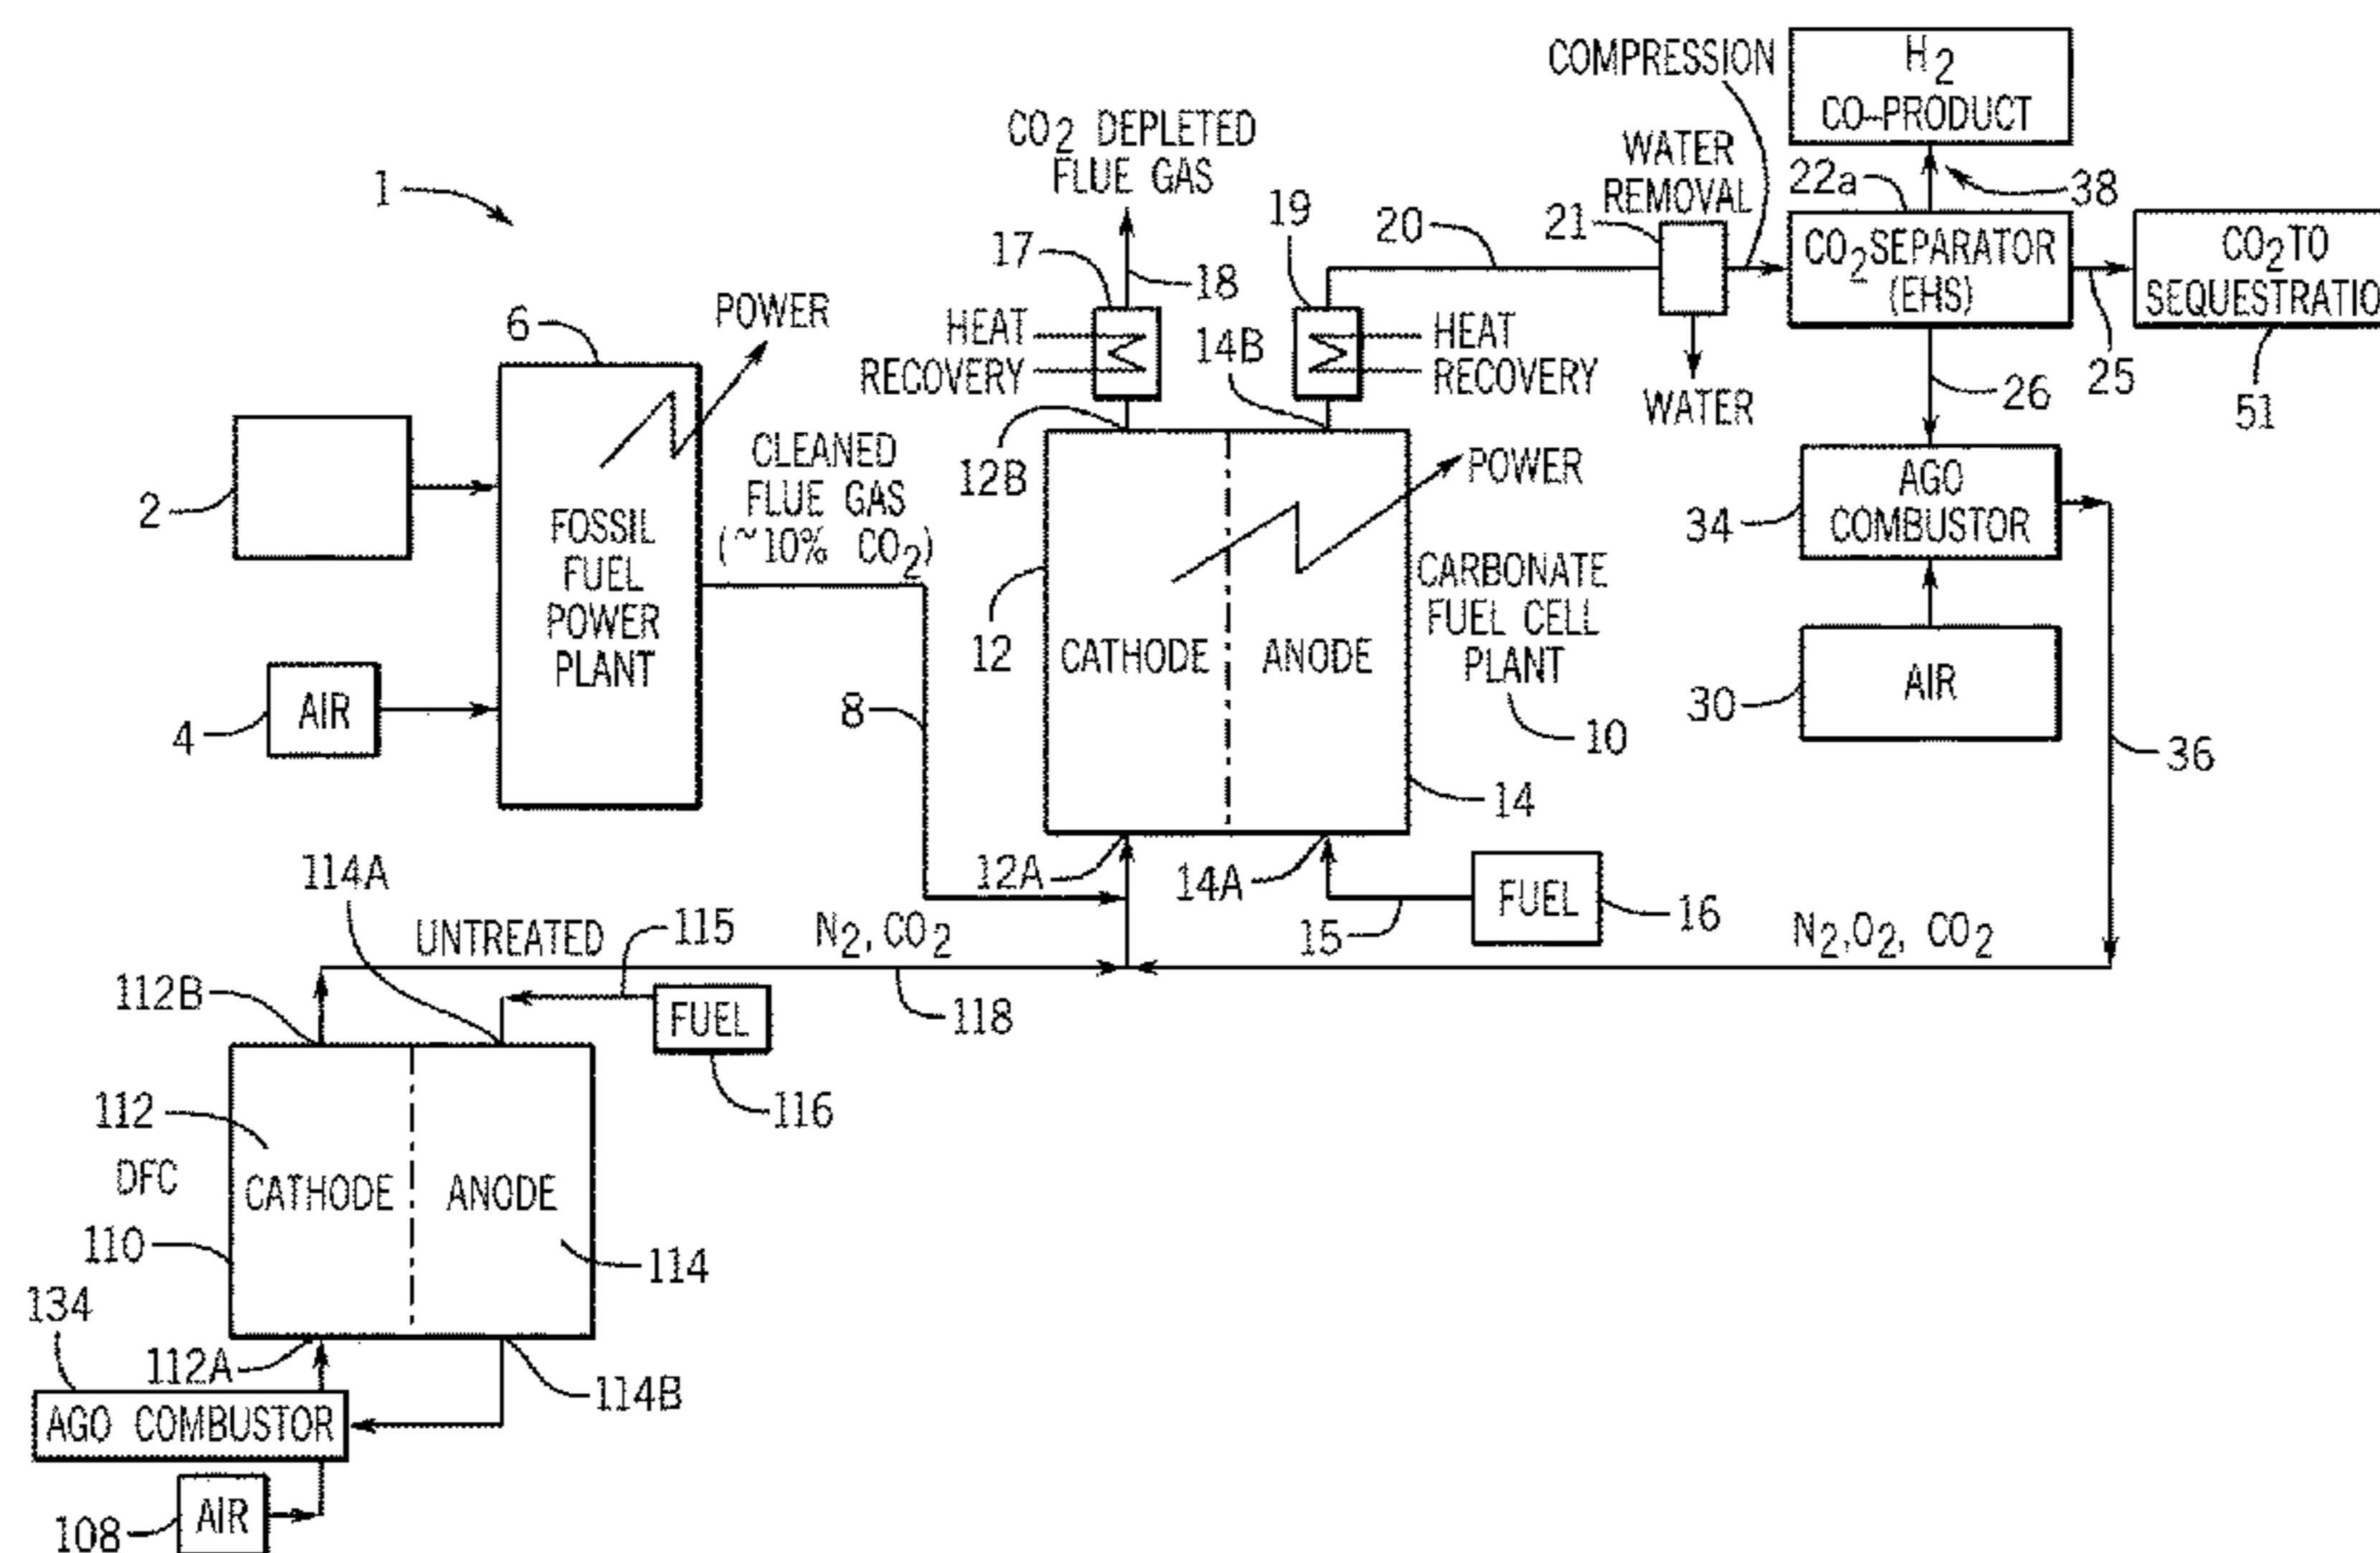 1
2
4
AIR
6
POWER
FOSSIL
FUEL
POWER
PLANT
CLEANED
FLUE GAS
(~10% CO2)
8
CO2 DEPLETED
FLUE GAS
17
18
HEAT
RECOVERY
12B
12
CATHODE
ANODE
12A
14A
14B
19
HEAT
RECOVERY
POWER
CARBONATE
FUEL CELL
PLANT
10
14
15
FUEL
16
20
21
WATER
REMOVAL
WATER
COMPRESSION
H2
CO-PRODUCT
38
22a
CO2 SEPARATOR
(EHS)
25
CO2 TO
SEQUESTRATIO
51
26
AGO
COMBUSTOR
34
AIR
30
36
N2, O2, CO2
N2, CO2
UNTREATED
118
114A
115
FUEL
116
112B
112
DFC
CATHODE
ANODE
110
114
134
112A
114B
AGO COMBUSTOR
AIR
108